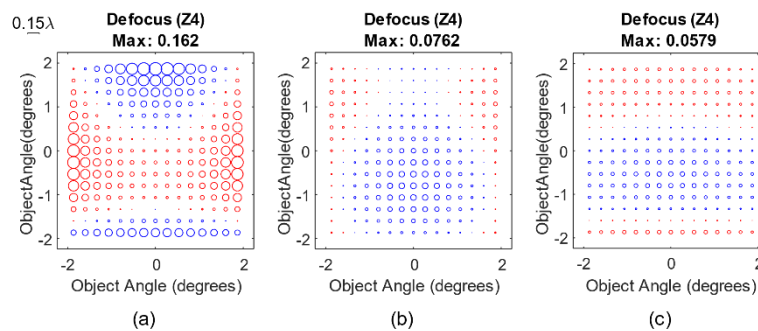 0.15λ
Defocus (Z4)
Max: 0.162
2
1
0
-1
-2
ObjectAngle(degrees)
-2
0
2
Object Angle (degrees)
(a)
Defocus (Z4)
Max: 0.0762
2
1
0
-1
-2
ObjectAngle(degrees)
-2
0
2
Object Angle (degrees)
(b)
Defocus (Z4)
Max: 0.0579
2
1
0
-1
-2
ObjectAngle(degrees)
-2
0
2
Object Angle (degrees)
(c)